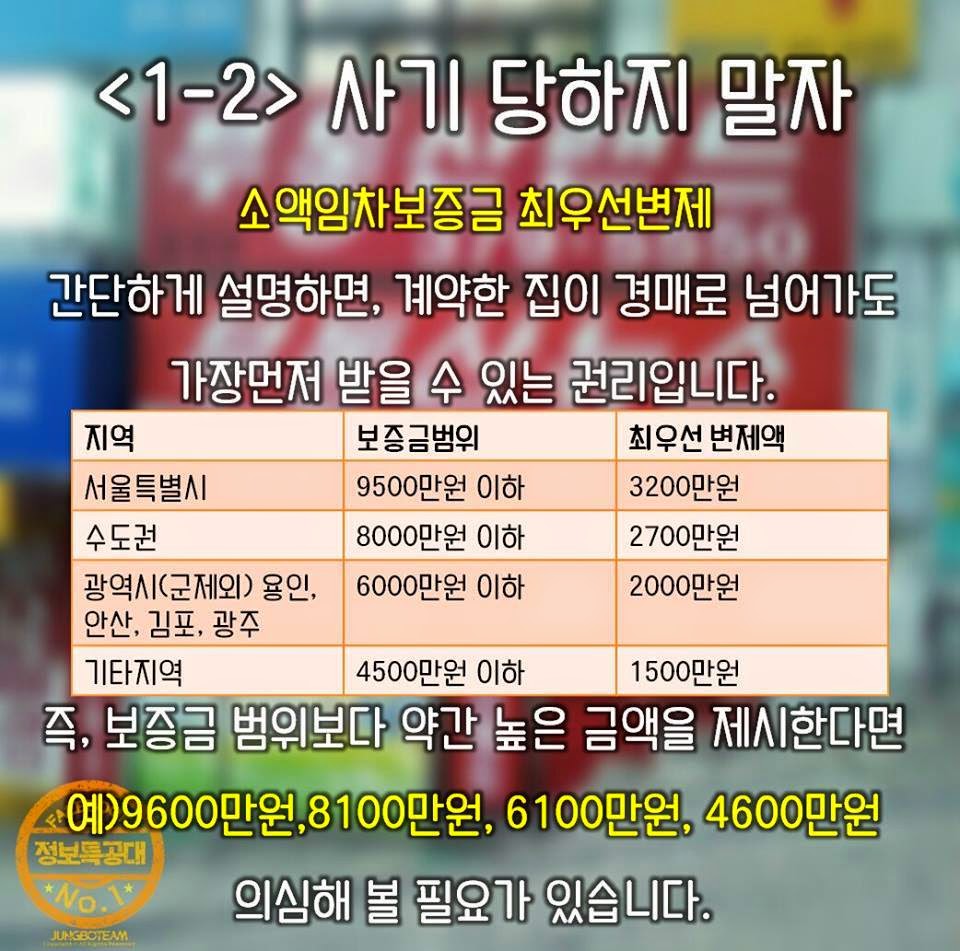 <1-2> 사기 당하지 말자
소액임차보증금 최우선변제
간단하게 설명하면, 계약한 집이 경매로 넘어가도
가장먼저 받을 수 있는 권리입니다.
지역 보증금범위 최우선 변제액
서울특별시 9500만원 이하 3200만원
수도권 8000만원 이하 2700만원
광역시(군제외) 용인, 6000만원 이하 2000만원
안산, 김포, 광주
기타지역 4500만원 이하 1500만원
즉, 보증금 범위보다 약간 높은 금액을 제시한다면
예)9600만원,8100만원, 6100만원, 4600만원
의심해 볼 필요가 있습니다.
정보특공대
No.1
JUNGBOTEAM